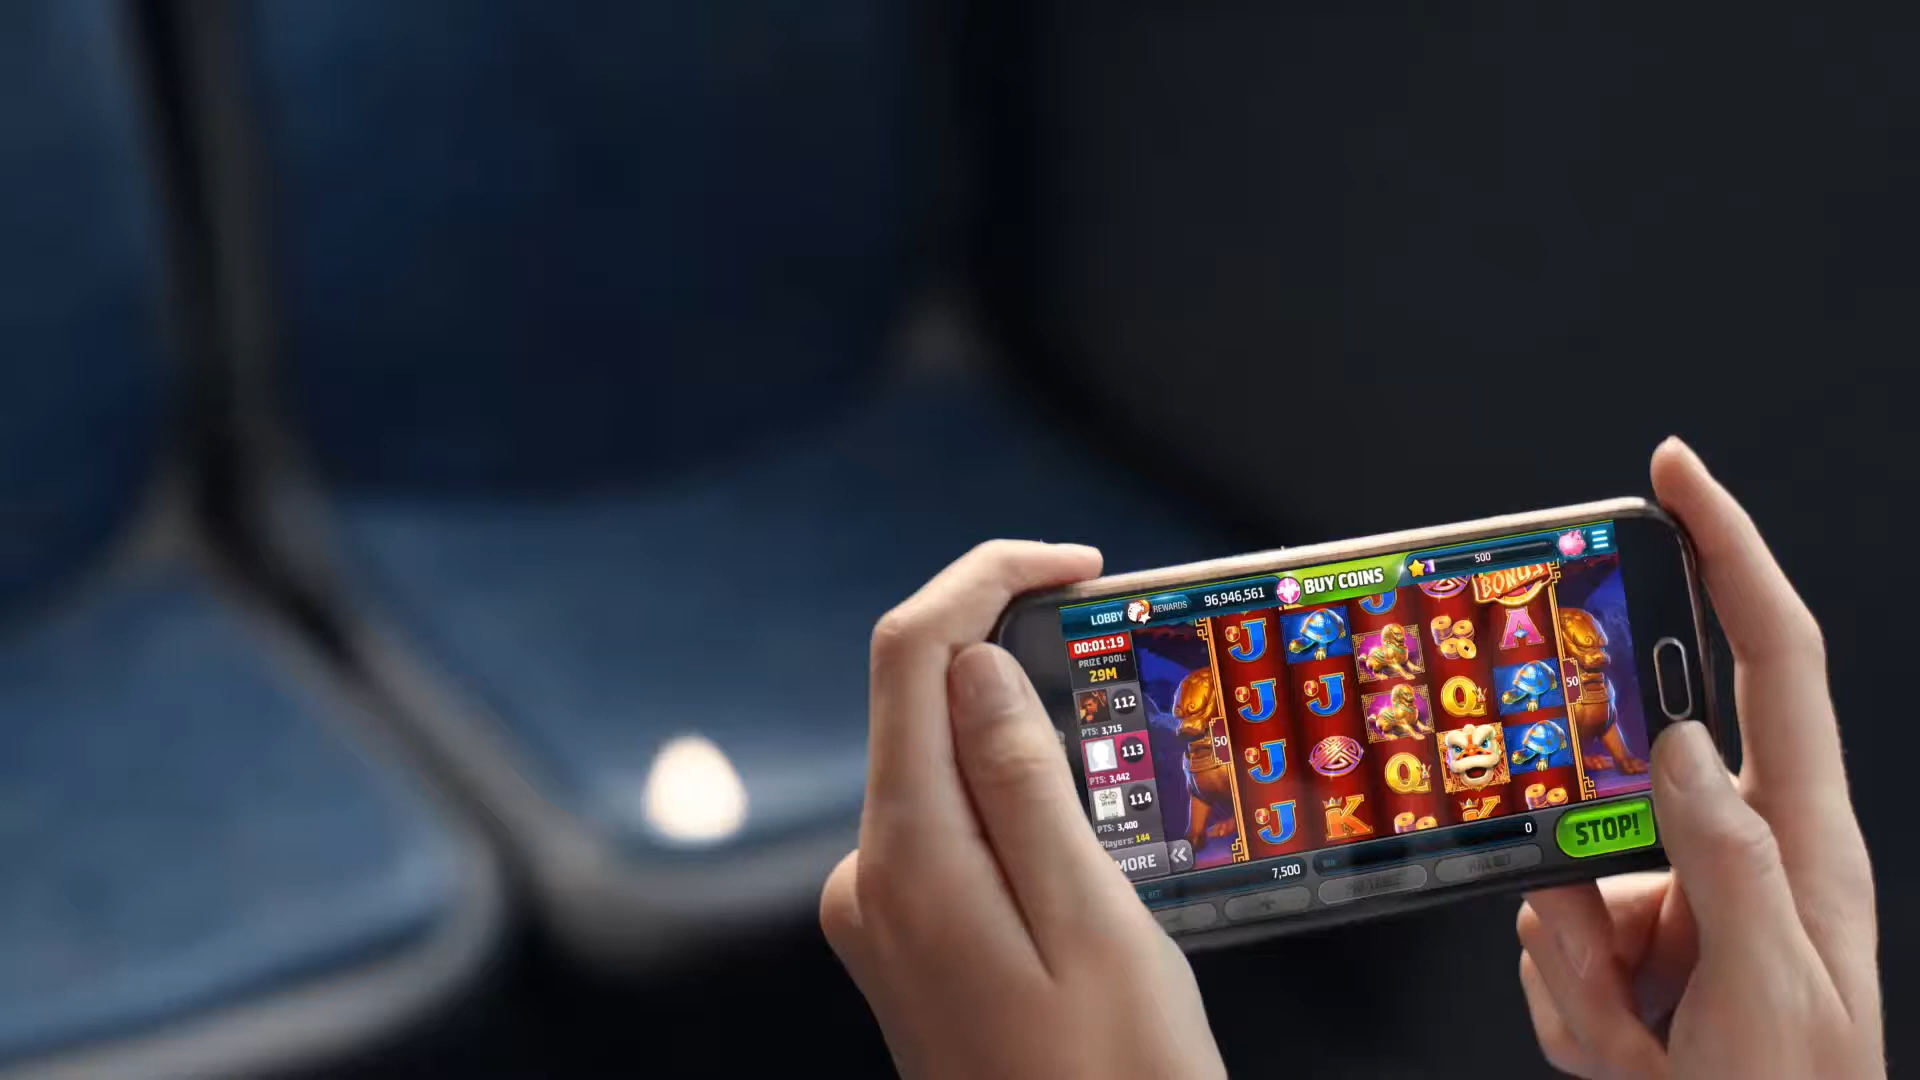 LOBBY
REWARDS
96,946,561
BUY COINS
500
00:01:19
PRIZE POOL:
29M
112
PTS: 3,715
113
PTS: 3,442
114
PTS: 3,400
Players: 144
MORE
BONUS
J
J
A
50
50
J
J
Q
J
Q
J
K
K
7,500
0
STOP!